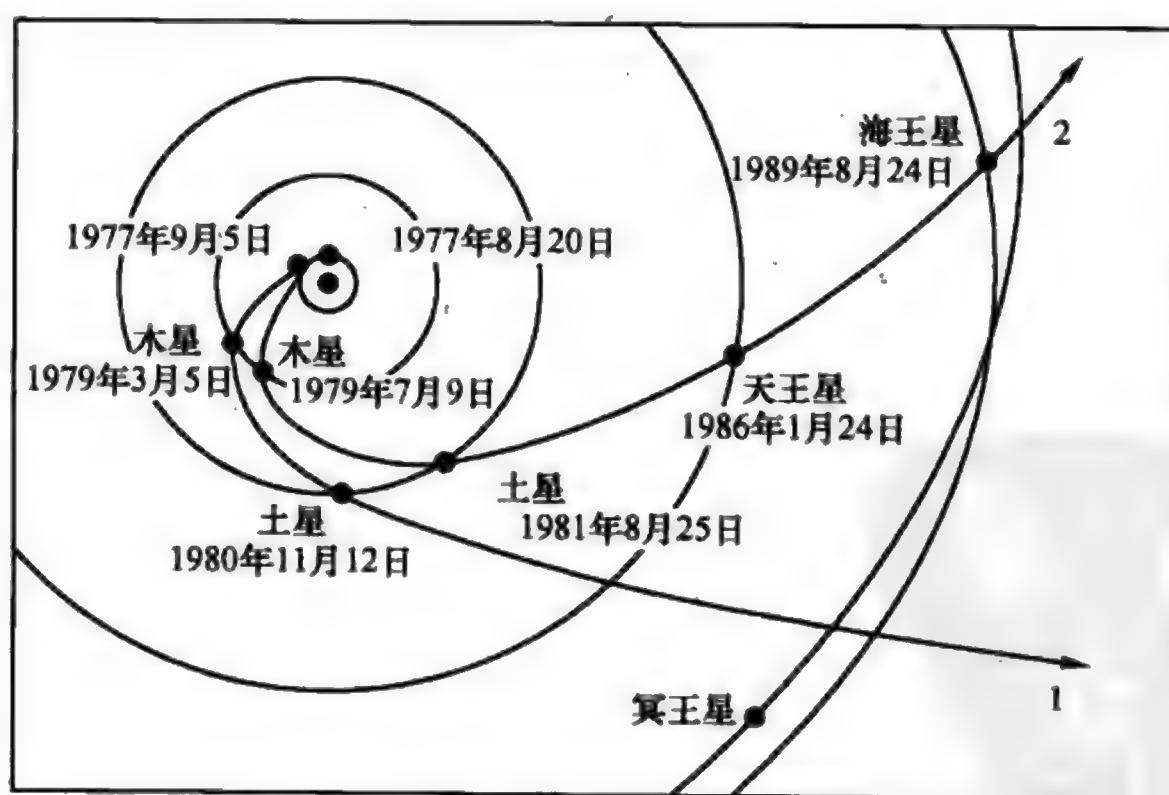 海王星
1989年8月24日
2
1977年9月5日
1977年8月20日
木星
1979年3月5日
木星
1979年7月9日
天王星
1986年1月24日
土星
1981年8月25日
土星
1980年11月12日
冥王星
1